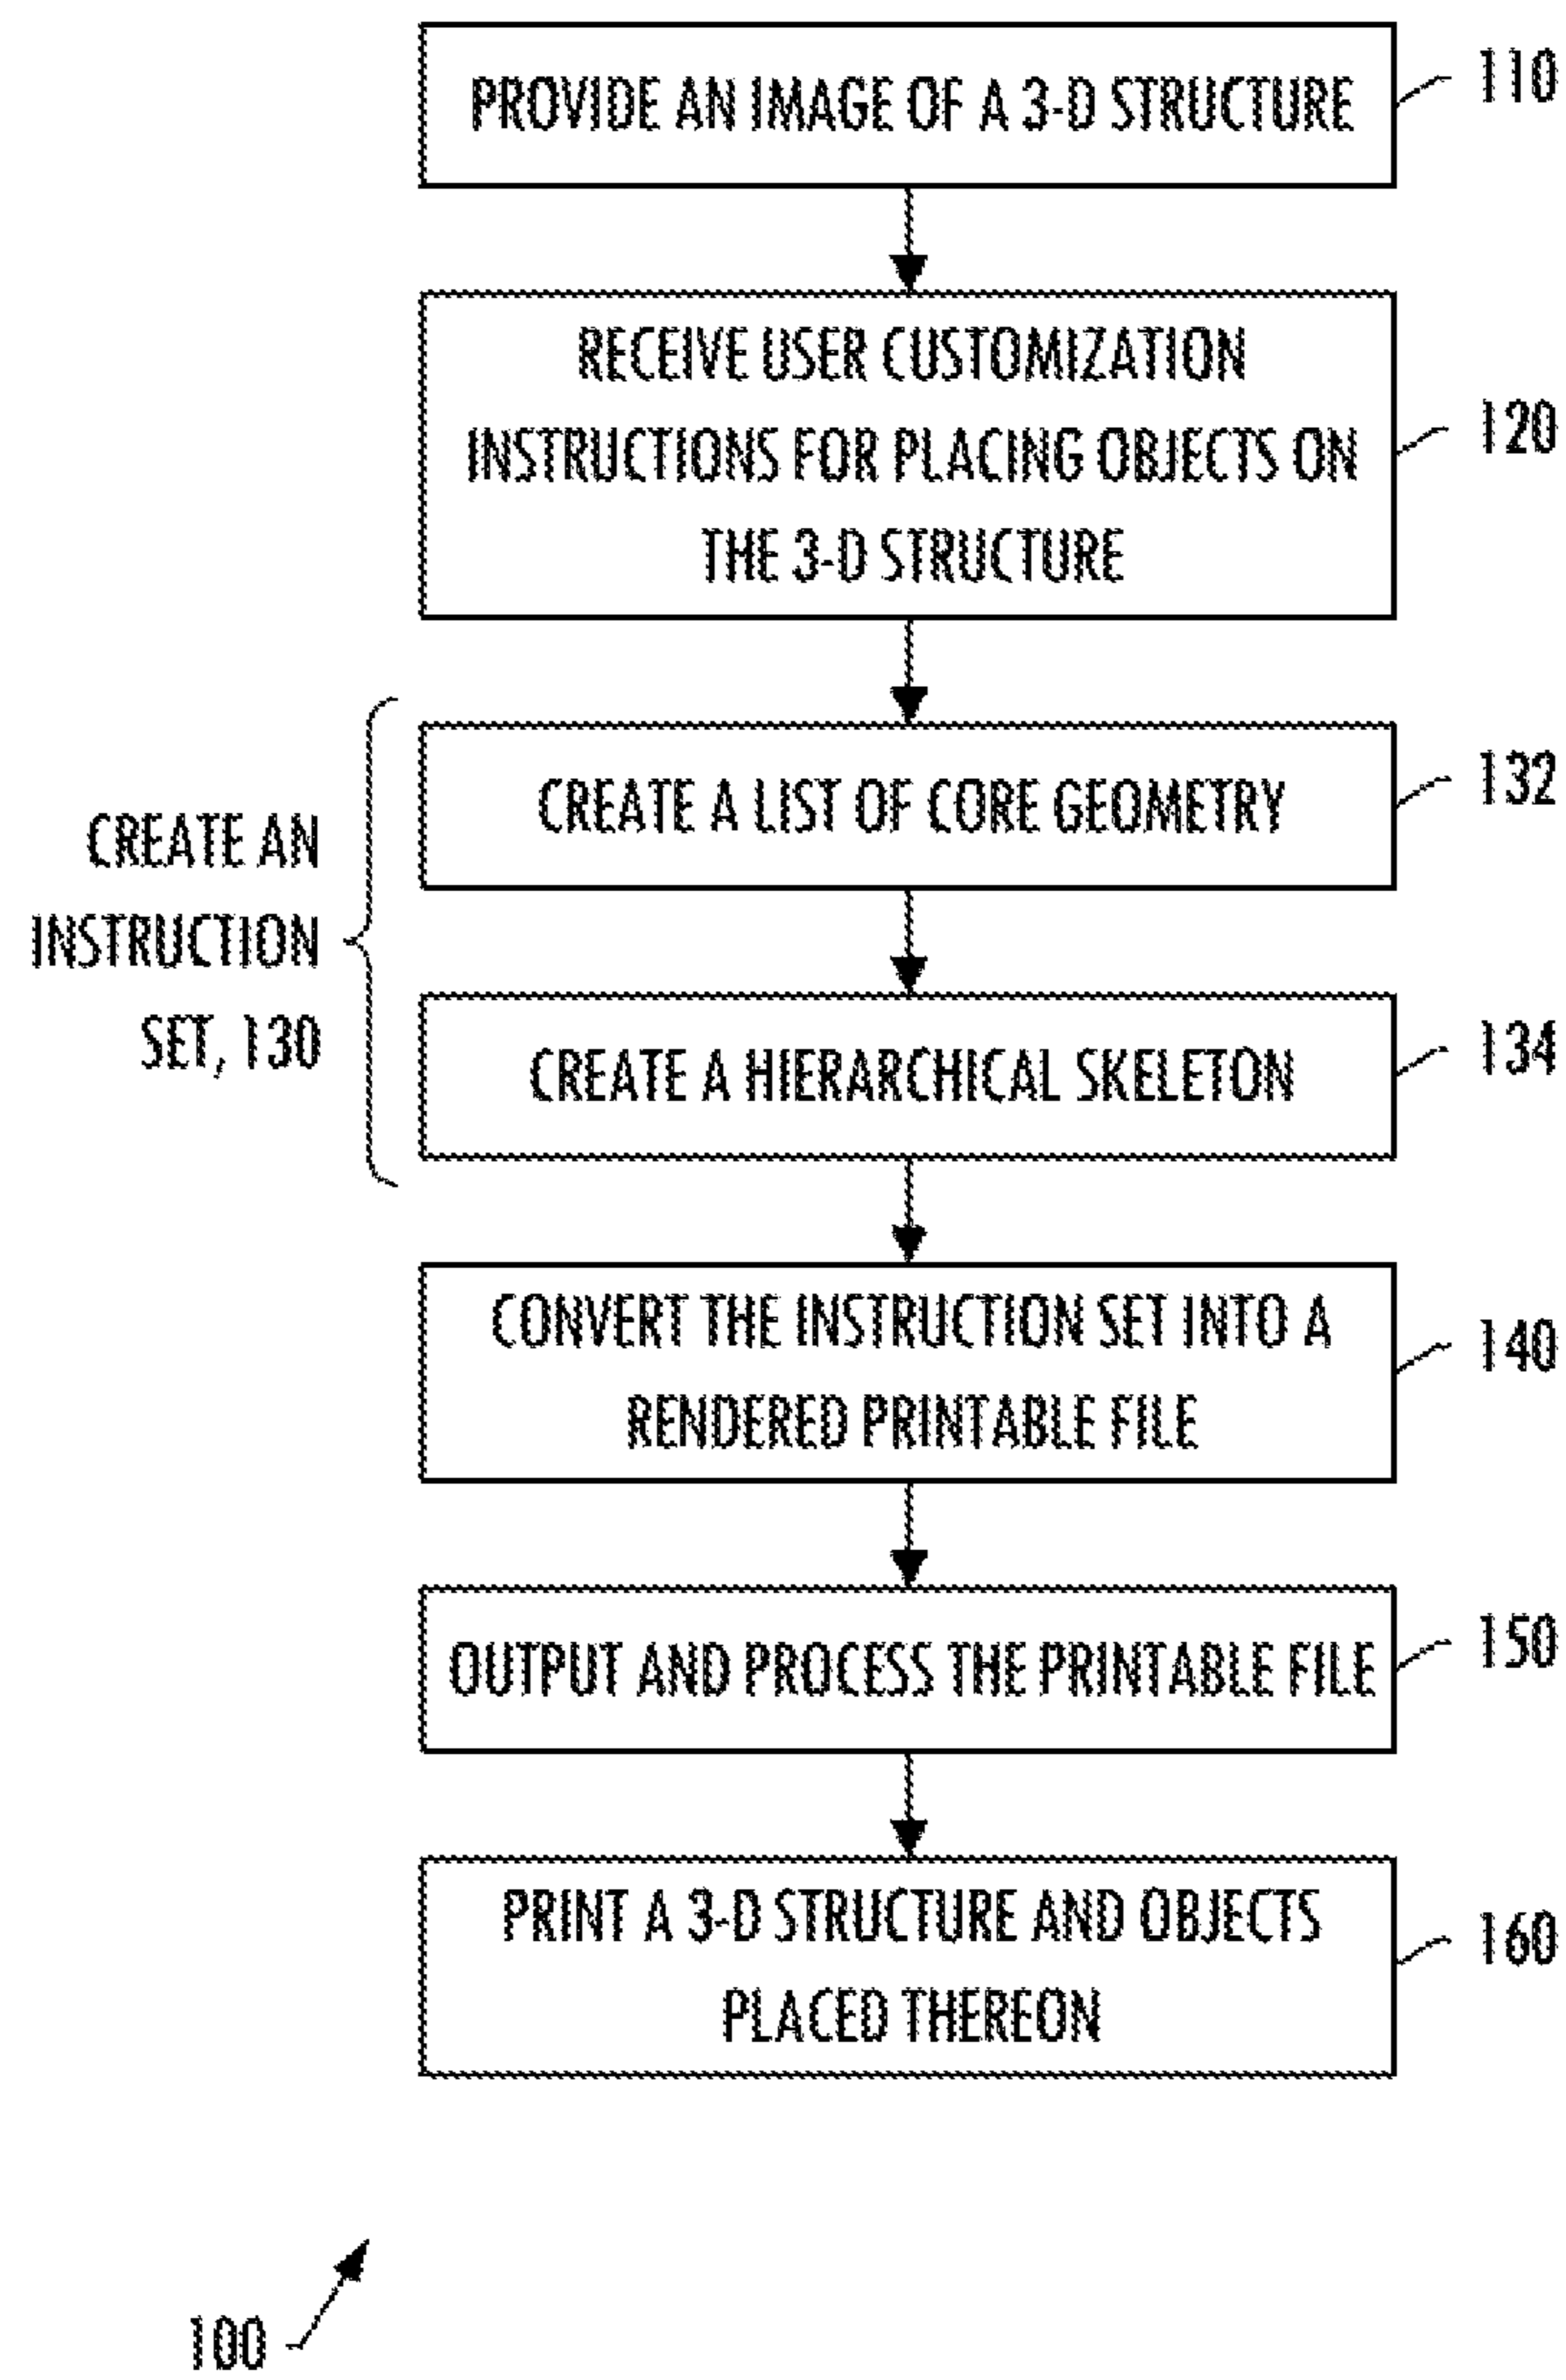 PROVIDE AN IMAGE OF A 3-D STRUCTURE
110
RECEIVE USER CUSTOMIZATION
INSTRUCTIONS FOR PLACING OBJECTS ON
THE 3-D STRUCTURE
120
CREATE AN
INSTRUCTION
SET, 130
CREATE A LIST OF CORE GEOMETRY
132
CREATE A HIERARCHICAL SKELETON
134
CONVERT THE INSTRUCTION SET INTO A
RENDERED PRINTABLE FILE
140
OUTPUT AND PROCESS THE PRINTABLE FILE
150
PRINT A 3-D STRUCTURE AND OBJECTS
PLACED THEREON
160
100